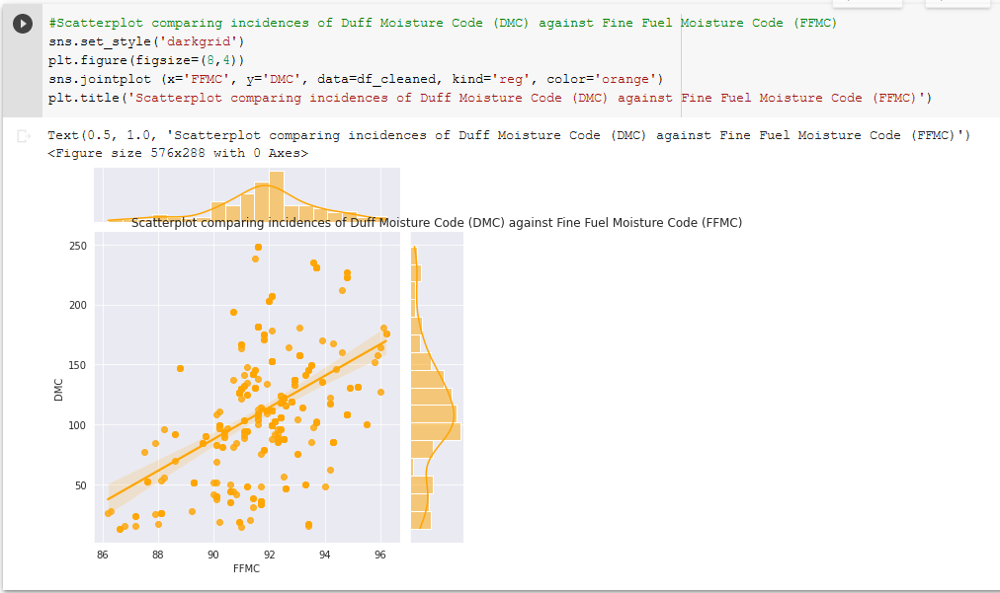 #Scatterplot comparing incidences of Duff Moisture Code (DMC) against Fine Fuel Moisture Code (FFMC)
sns.set_style('darkgrid')
plt.figure(figsize=(8,4))
sns.jointplot (x='FFMC', y='DMC', data=df_cleaned, kind='reg', color='orange')
plt.title('Scatterplot comparing incidences of Duff Moisture Code (DMC) against Fine Fuel Moisture Code (FFMC)')
Text(0.5, 1.0, 'Scatterplot comparing incidences of Duff Moisture Code (DMC) against Fine Fuel Moisture Code (FFMC)')
<Figure size 576x288 with 0 Axes>
Scatterplot comparing incidences of Duff Moisture Code (DMC) against Fine Fuel Moisture Code (FFMC)
250
200
150
DMC
100
50
86 88 90 92 94 96
FFMC